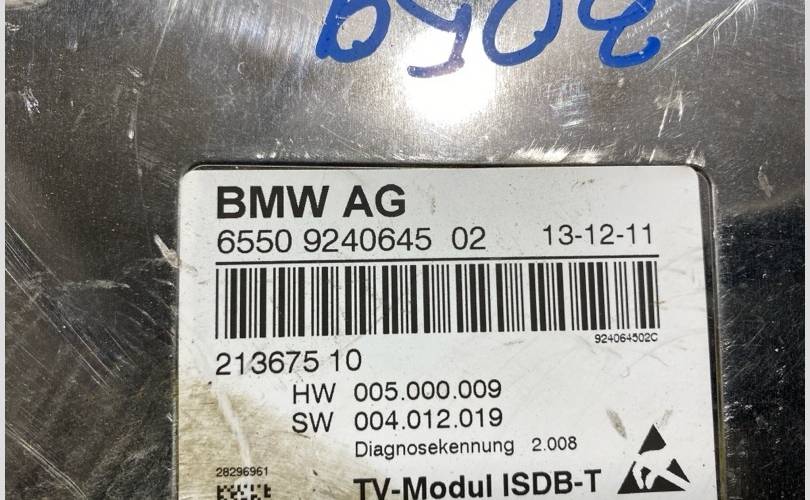 BMW AG
6550 9240645 02 13-12-11
924064502C
213675 10
HW 005.000.009
SW 004.012.019
Diagnosekennung 2.008
28296961
TV-Modul ISDB-T